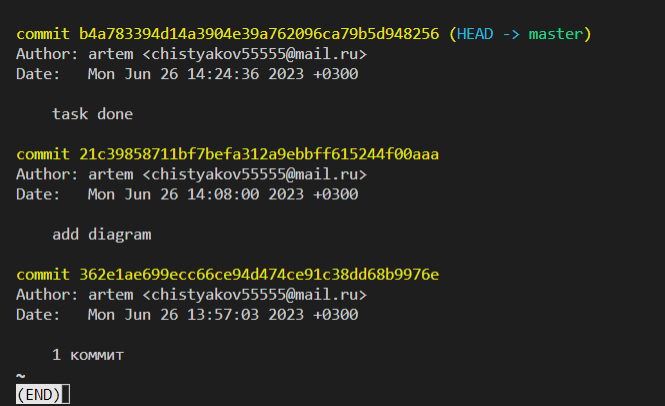 commit b4a783394d14a3904e39a762096ca79b5d948256 (HEAD -> master)
Author: artem <chistyakov55555@mail.ru>
Date:   Mon Jun 26 14:24:36 2023 +0300
task done
commit 21c39858711bf7befa312a9ebbff615244f00aaa
Author: artem <chistyakov55555@mail.ru>
Date:   Mon Jun 26 14:08:00 2023 +0300
add diagram
commit 362e1ae699ecc66ce94d474ce91c38dd68b9976e
Author: artem <chistyakov55555@mail.ru>
Date:   Mon Jun 26 13:57:03 2023 +0300
1 коммит
~
(END)